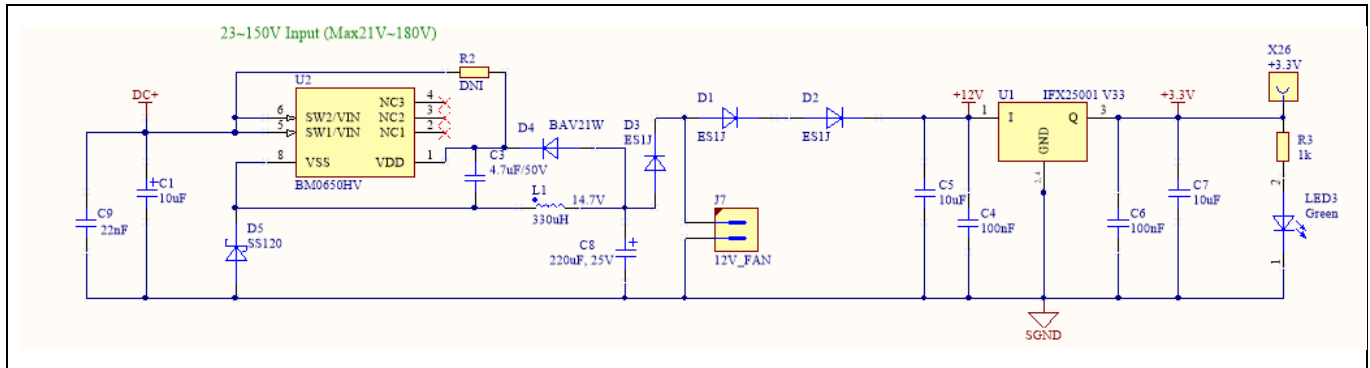 23~150V Input (Max21V~180V)
R2
DNI
U2
DC+
6
SW2/VIN
5
SW1/VIN
8
VSS
NC3
4
NC2
3
NC1
2
VDD
1
BM0650HV
C1
10uF
C9
22nF
D5
SS120
D4
BAV21W
C3
4.7uF/50V
L1
330uH
14.7V
C8
220uF, 25V
D3
ES1J
D1
ES1J
D2
ES1J
J7
12V_FAN
+12V
U1
IFX25001 V33
1
I
Q
3
GND
2,4
C5
10uF
C4
100nF
SGND
+3.3V
C6
100nF
C7
10uF
X26
+3.3V
R3
1k
2
LED3
Green
1